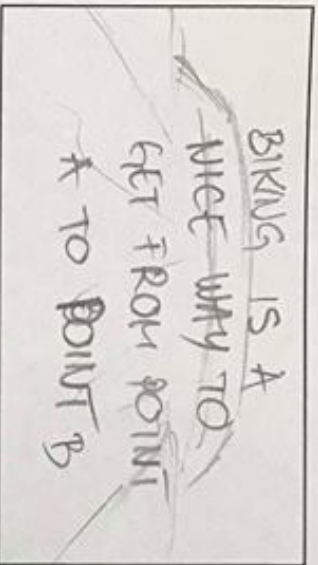 BIKING IS A
NICE WAY TO
GET FROM POINT
A TO POINT B